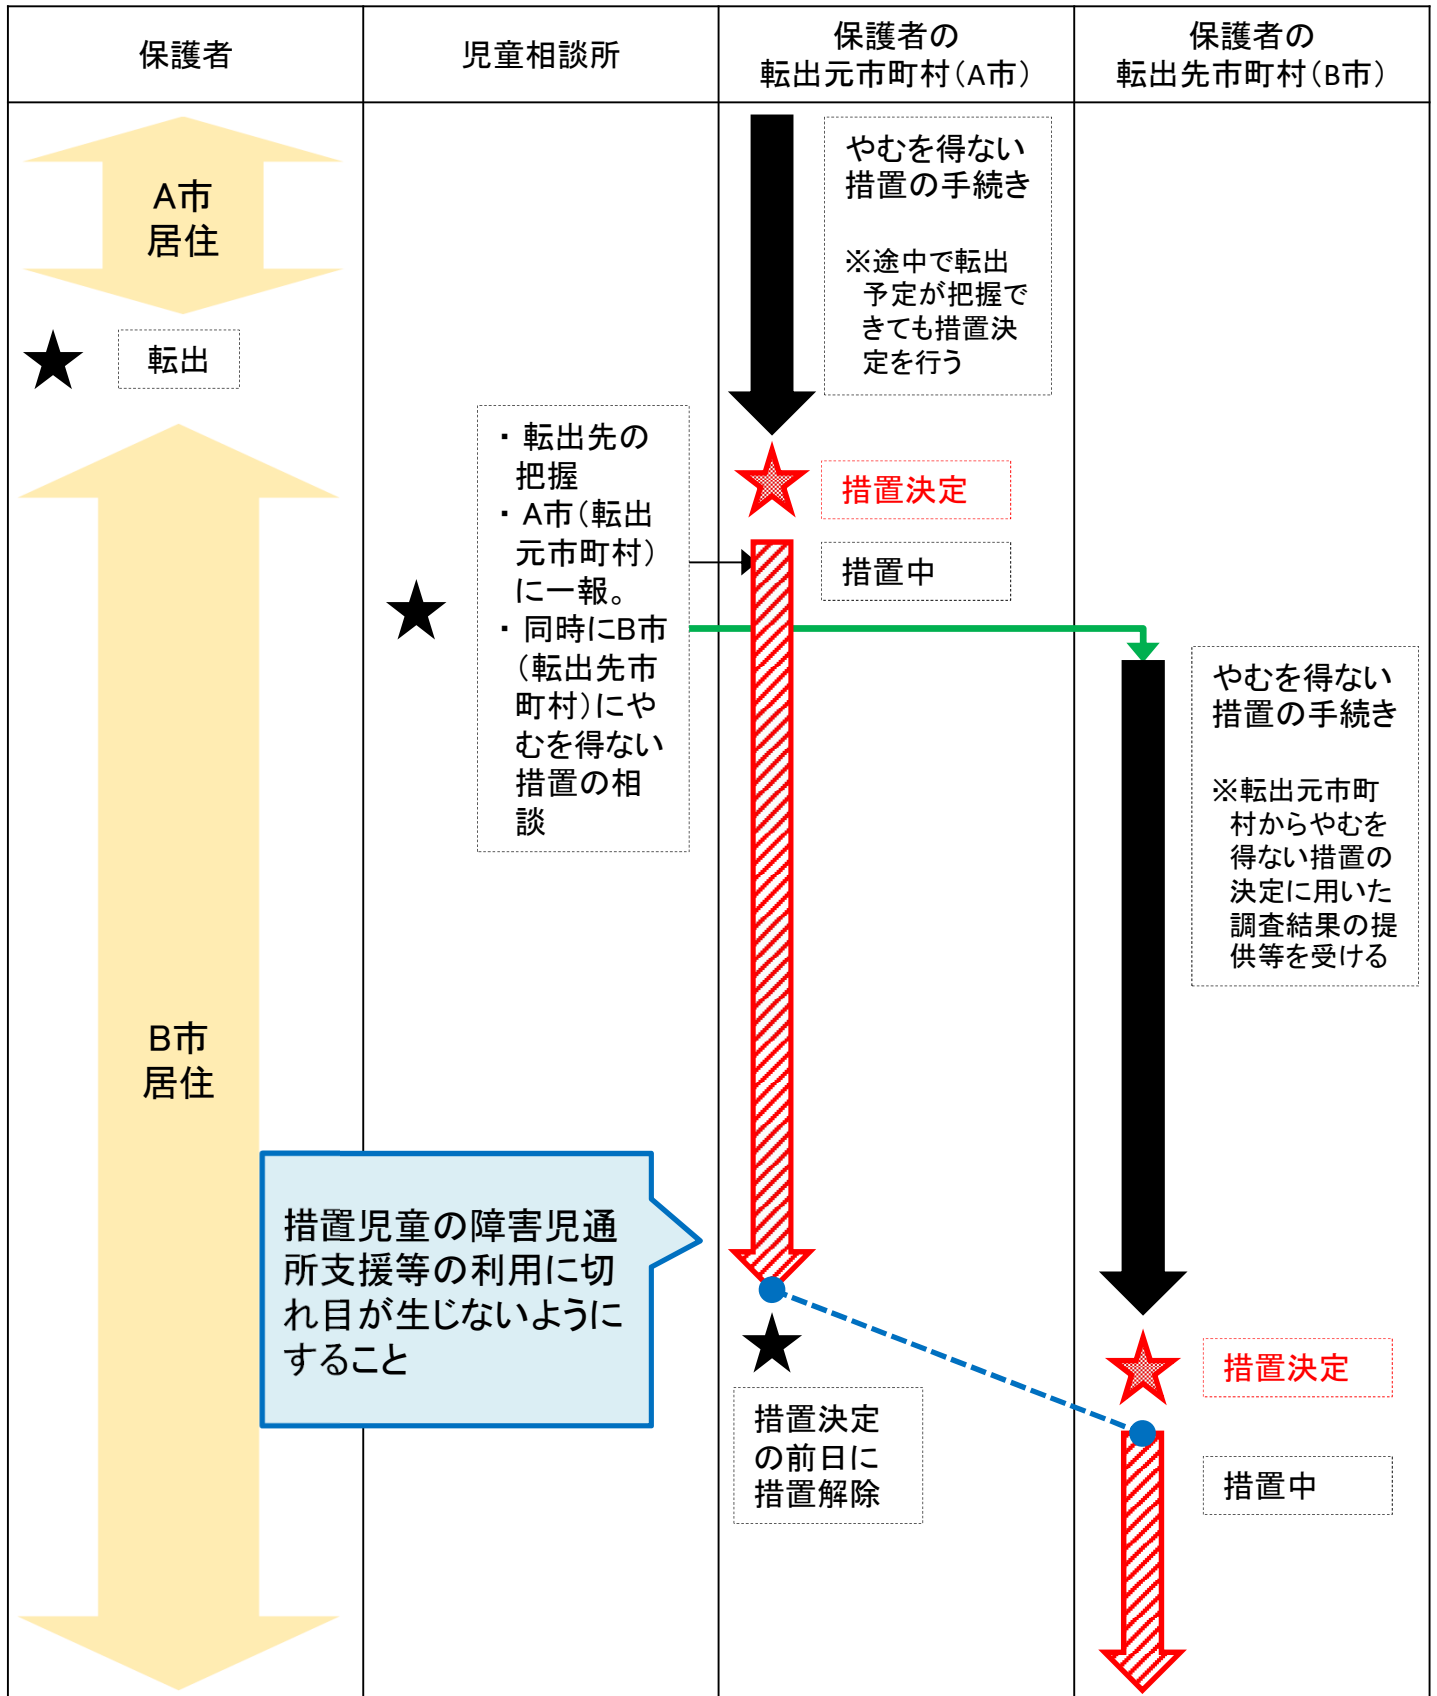 保護者
児童相談所
保護者の
転出元市町村（A市）
保護者の
転出先市町村（B市）
A市
居住
転出
B市
居住
・ 転出先の
把握
・ A市（転出
元市町村）
に一報。
・ 同時にB市
（転出先市
町村）にや
むを得ない
措置の相
談
やむを得ない
措置の手続き
※途中で転出
予定が把握で
きても措置決
定を行う
措置決定
措置中
措置児童の障害児通
所支援等の利用に切
れ目が生じないように
すること
措置決定
の前日に
措置解除
やむを得ない
措置の手続き
※転出元市町
村からやむを
得ない措置の
決定に用いた
調査結果の提
供等を受ける
措置決定
措置中